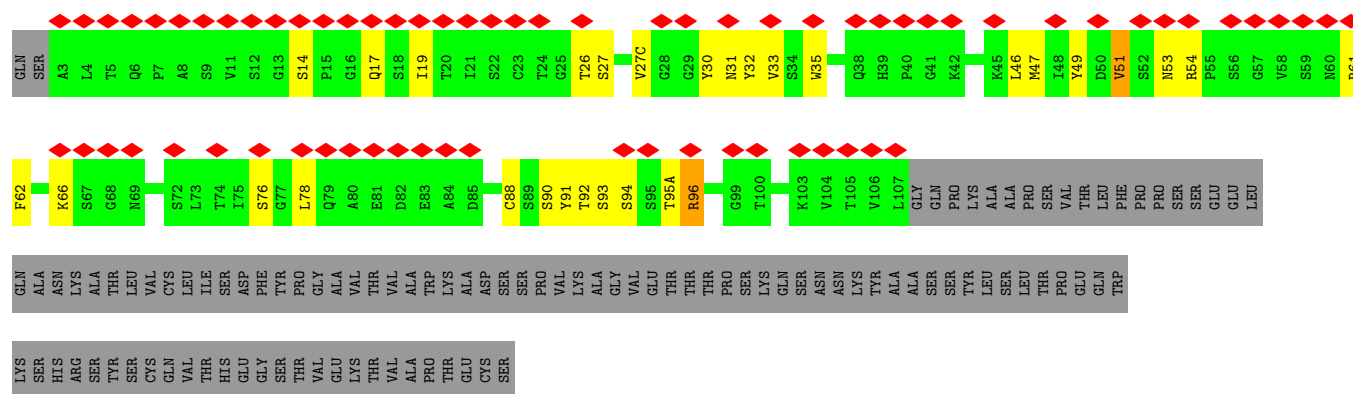 GLN SER A3 L4 T5 Q6 P7 A8 S9 V11 S12 G13 S14 P15 G16 Q17 S18 I19 T20 I21 S22 C23 T24 G25 T26 S27 V27C G28 G29 Y30 N31 Y32 V33 S34 W35 Q38 H39 P40 G41 K42 K45 L46 M47 I48 Y49 D50 V51 S52 N53 R54 P55 S56 G57 V58 S59 N60 R61
F62 K66 S67 G68 N69 S72 L73 T74 I75 S76 G77 L78 Q79 A80 E81 D82 E83 A84 D85 C88 S89 S90 Y91 T92 S93 S94 S95 T95A R96 G99 T100 K103 V104 T105 V106 L107 GLY GLN PRO LYS ALA ALA PRO SER VAL THR LEU PHE PRO PRO SER SER GLU GLU LEU
GLN ALA ASN LYS ALA THR LEU VAL CYS LEU ILE SER ASP PHE TYR PRO GLY ALA VAL THR VAL ALA TRP LYS ALA ASP SER SER PRO VAL LYS ALA GLY VAL GLU THR THR THR PRO SER LYS GLN SER ASN ASN LYS TYR ALA ALA SER SER TYR LEU SER LEU THR PRO GLU GLN TRP
LYS SER HIS ARG SER TYR SER CYS GLN VAL THR HIS GLU GLY SER THR VAL GLU LYS THR VAL ALA PRO THR GLU CYS SER